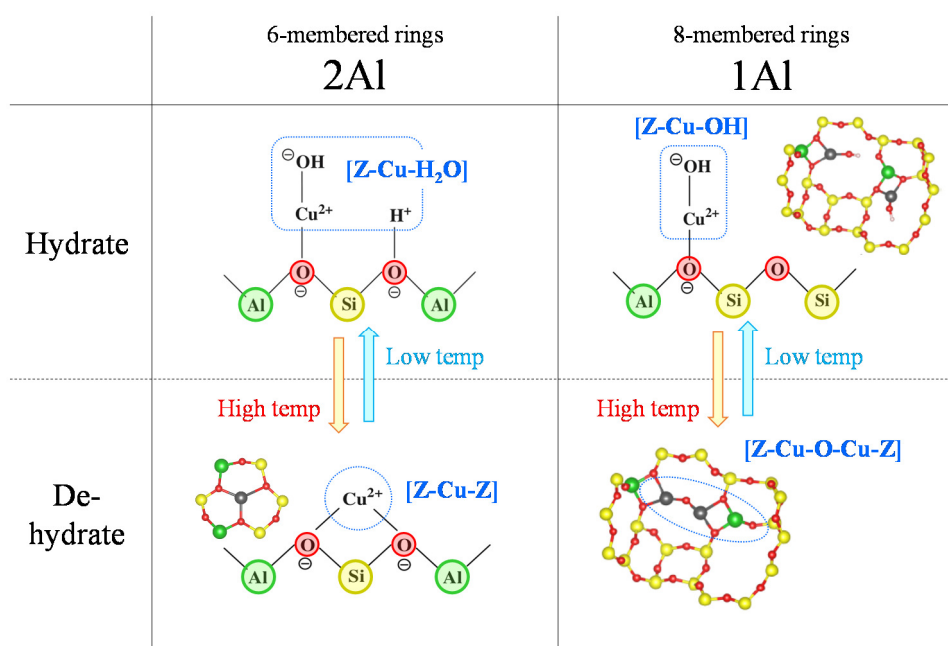 6-membered rings
2Al
8-membered rings
1Al
Hydrate
⊖OH
[Z-Cu-H₂O]
Cu²⁺
H⁺
O
O
⊖
⊖
Al
Si
Al
[Z-Cu-OH]
⊖OH
Cu²⁺
O
O
⊖
Al
Si
Si
Low temp
High temp
Low temp
High temp
De-
hydrate
Cu²⁺
[Z-Cu-Z]
O
O
⊖
⊖
Al
Si
Al
[Z-Cu-O-Cu-Z]